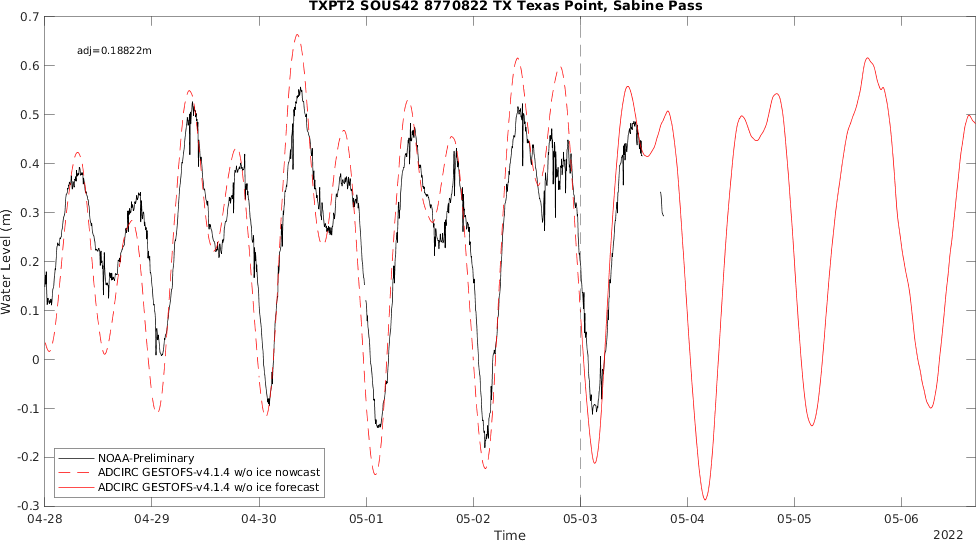 TXPT2 SOUS42 8770822 TX Texas Point, Sabine Pass
0.7
adj=0.18822m
0.6
0.5
0.4
0.3
0.2
0.1
0
-0.1
-0.2
-0.3
Water Level (m)
NOAA-Preliminary
ADCIRC GESTOFS-v4.1.4 w/o ice nowcast
ADCIRC GESTOFS-v4.1.4 w/o ice forecast
04-28 04-29 04-30 05-01 05-02 05-03 05-04 05-05 05-06
Time
2022